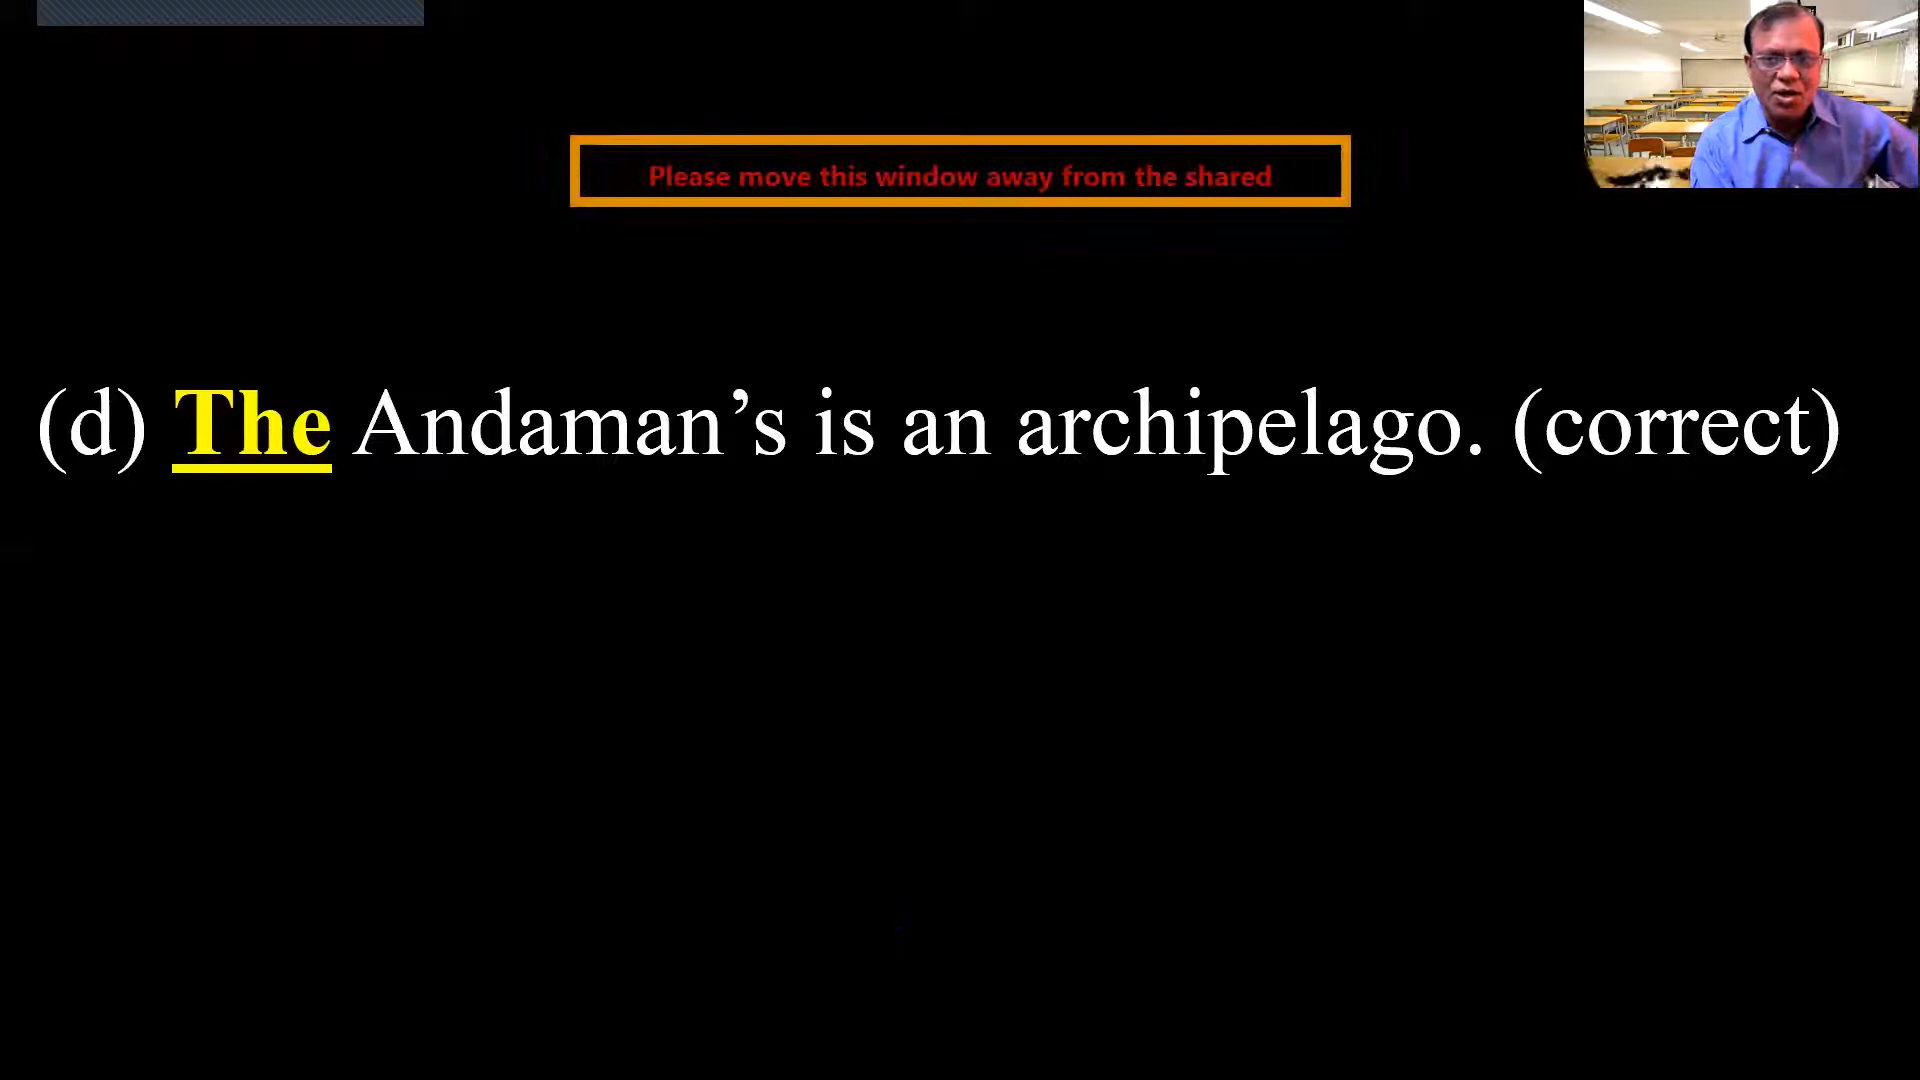 Please move this window away from the shared
(d) The Andaman’s is an archipelago. (correct)